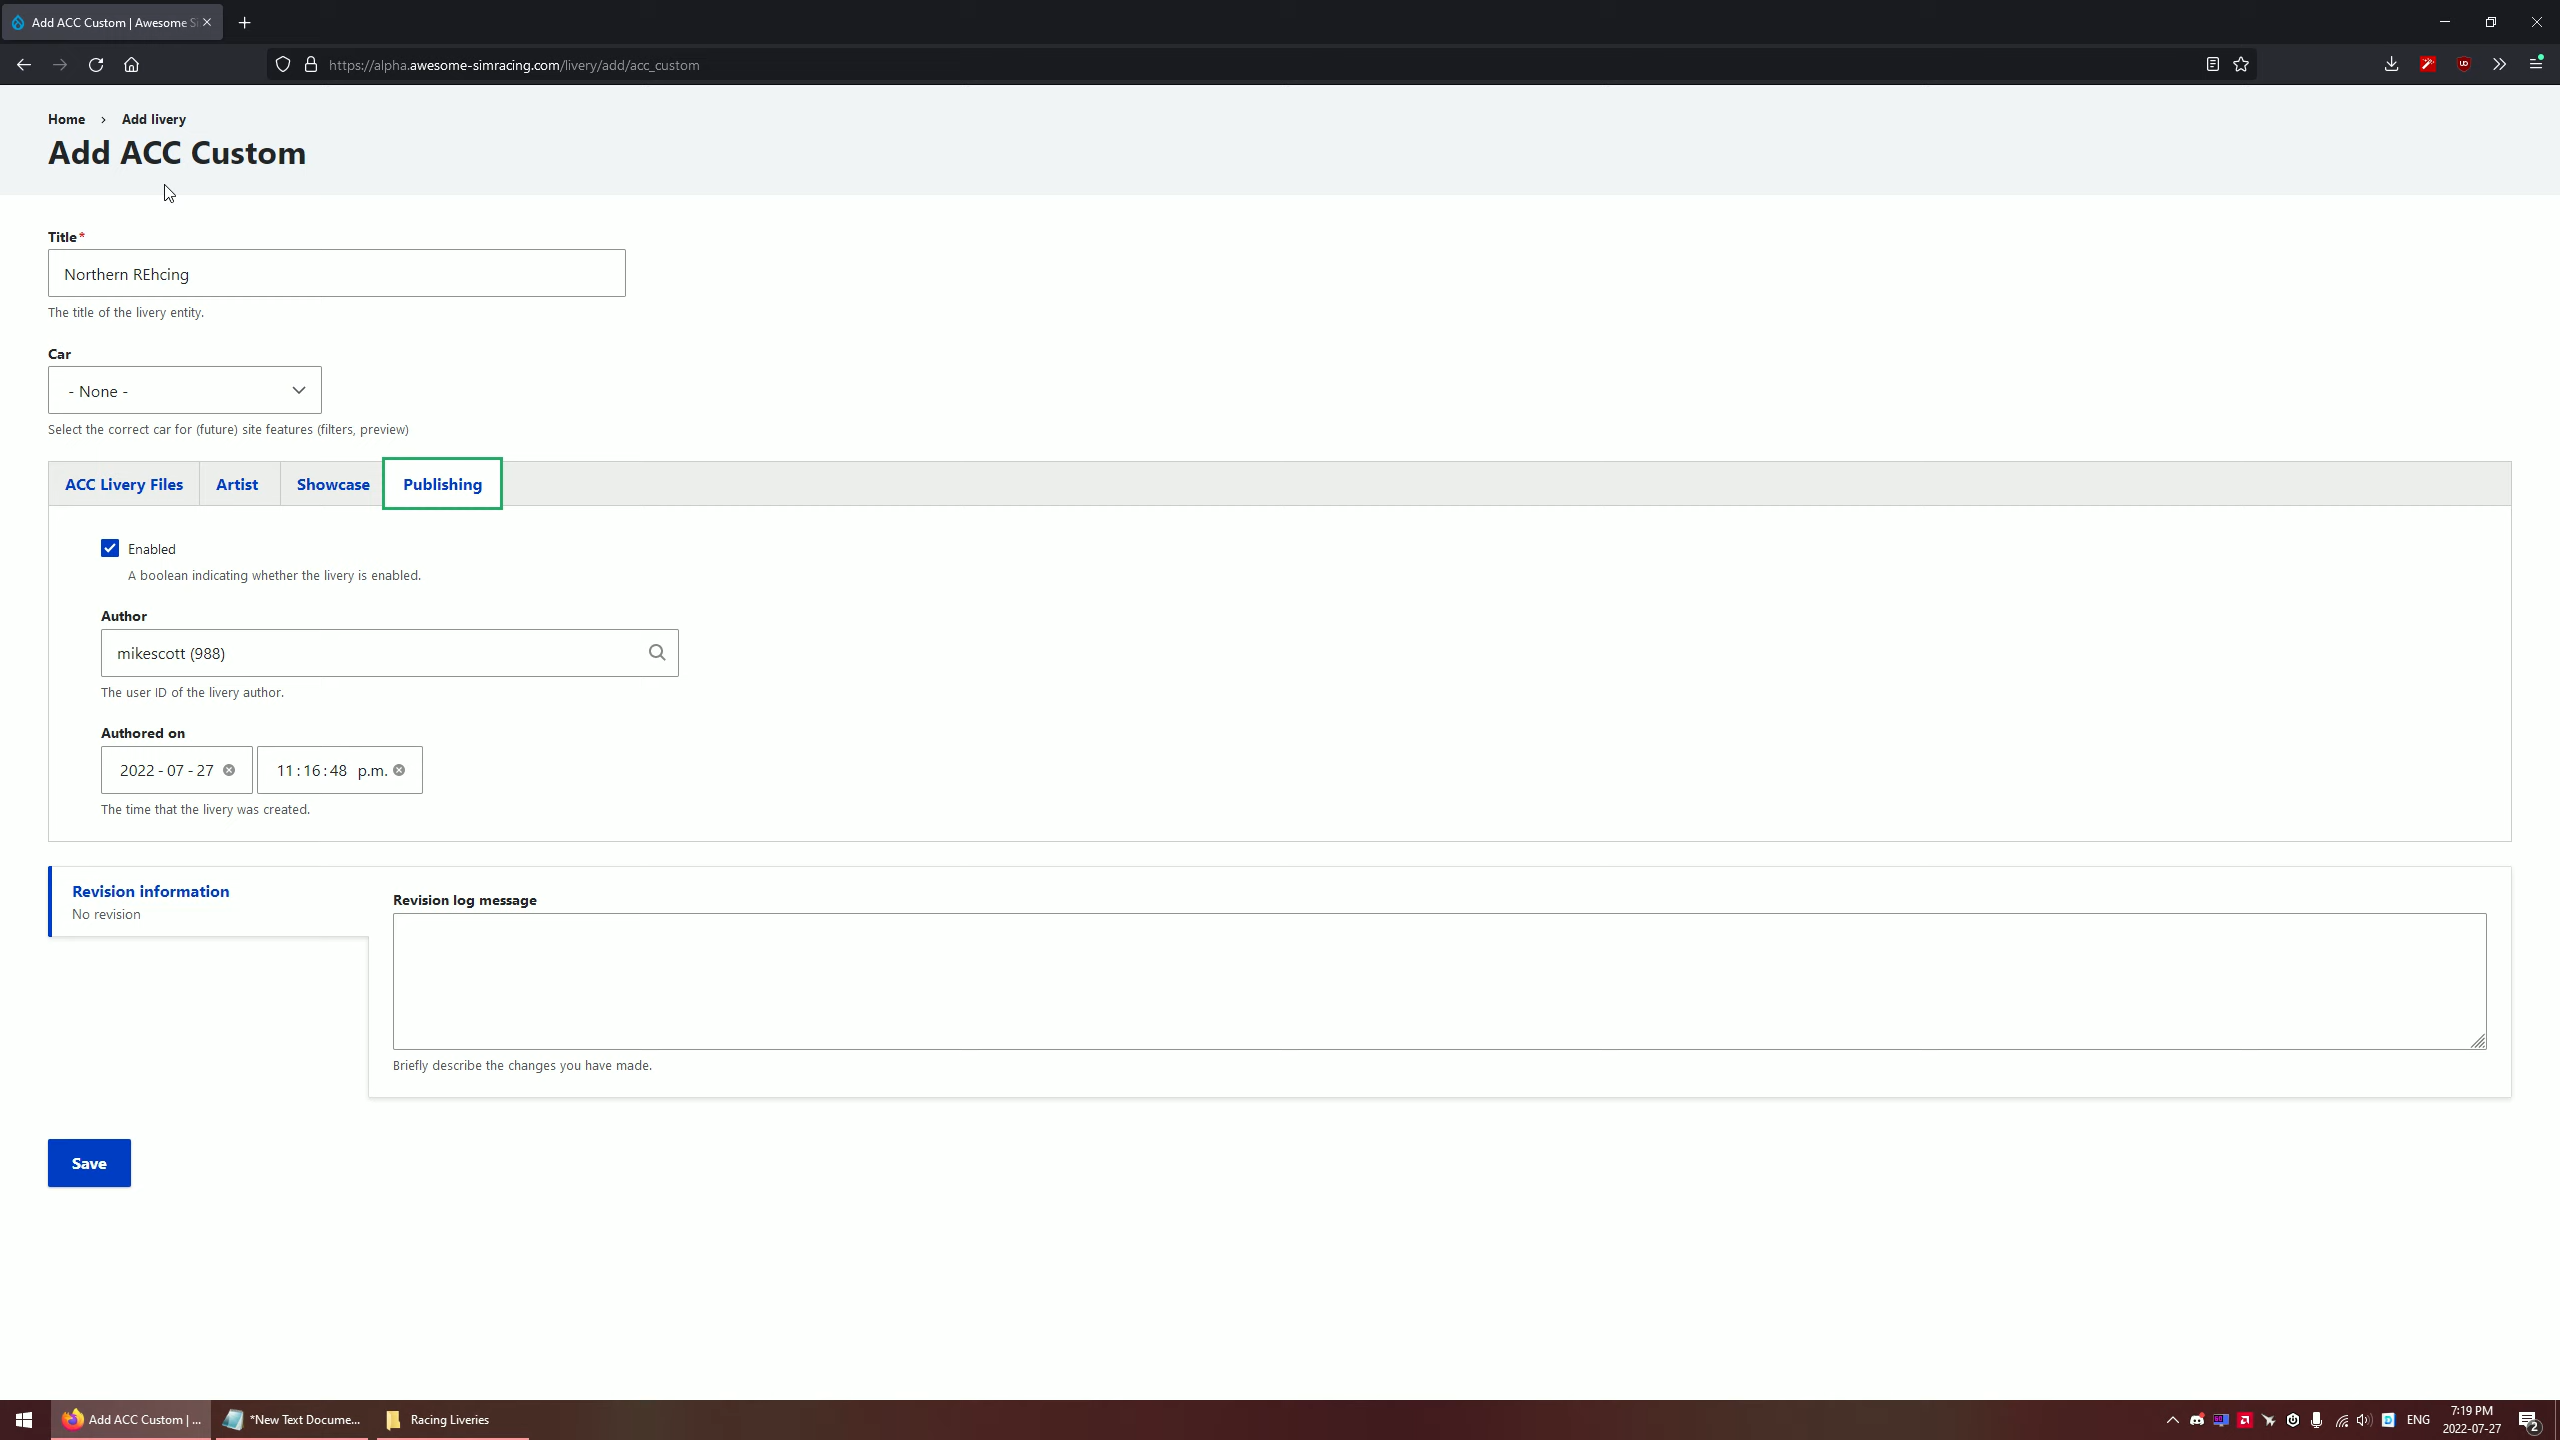 Add ACC Custom | Awesome Si
https://alpha.awesome-simracing.com/livery/add/acc_custom
Home › Add livery
Add ACC Custom
Title*
Northern REhcing
The title of the livery entity.
Car
- None -
Select the correct car for (future) site features (filters, preview)
ACC Livery Files Artist Showcase Publishing
Enabled
A boolean indicating whether the livery is enabled.
Author
mikescott (988)
The user ID of the livery author.
Authored on
2022-07-27 11:16:48 p.m.
The time that the livery was created.
Revision information
No revision
Revision log message
Briefly describe the changes you have made.
Save
Add ACC Custom | ... *New Text Docume... Racing Liveries
ENG
7:19 PM
2022-07-27
2